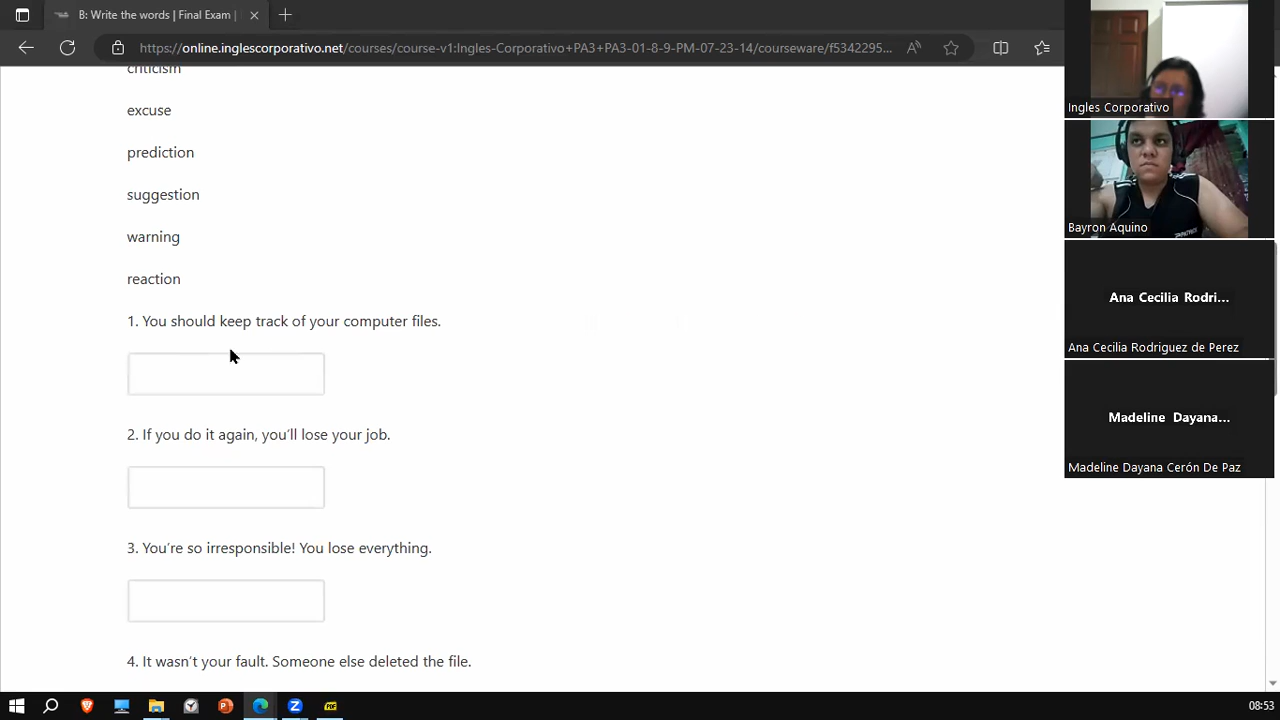 B: Write the words | Final Exam |
https://online.inglescorporativo.net/courses/course-v1:Ingles-Corporativo+PA3+PA3-01-8-9-PM-07-23-14/courseware/f5342295...
criticism
excuse
prediction
suggestion
warning
reaction
1. You should keep track of your computer files.
2. If you do it again, you’ll lose your job.
3. You’re so irresponsible! You lose everything.
4. It wasn’t your fault. Someone else deleted the file.
Ingles Corporativo
Bayron Aquino
Ana Cecilia Rodri...
Ana Cecilia Rodriguez de Perez
Madeline Dayana...
Madeline Dayana Cerón De Paz
08:53